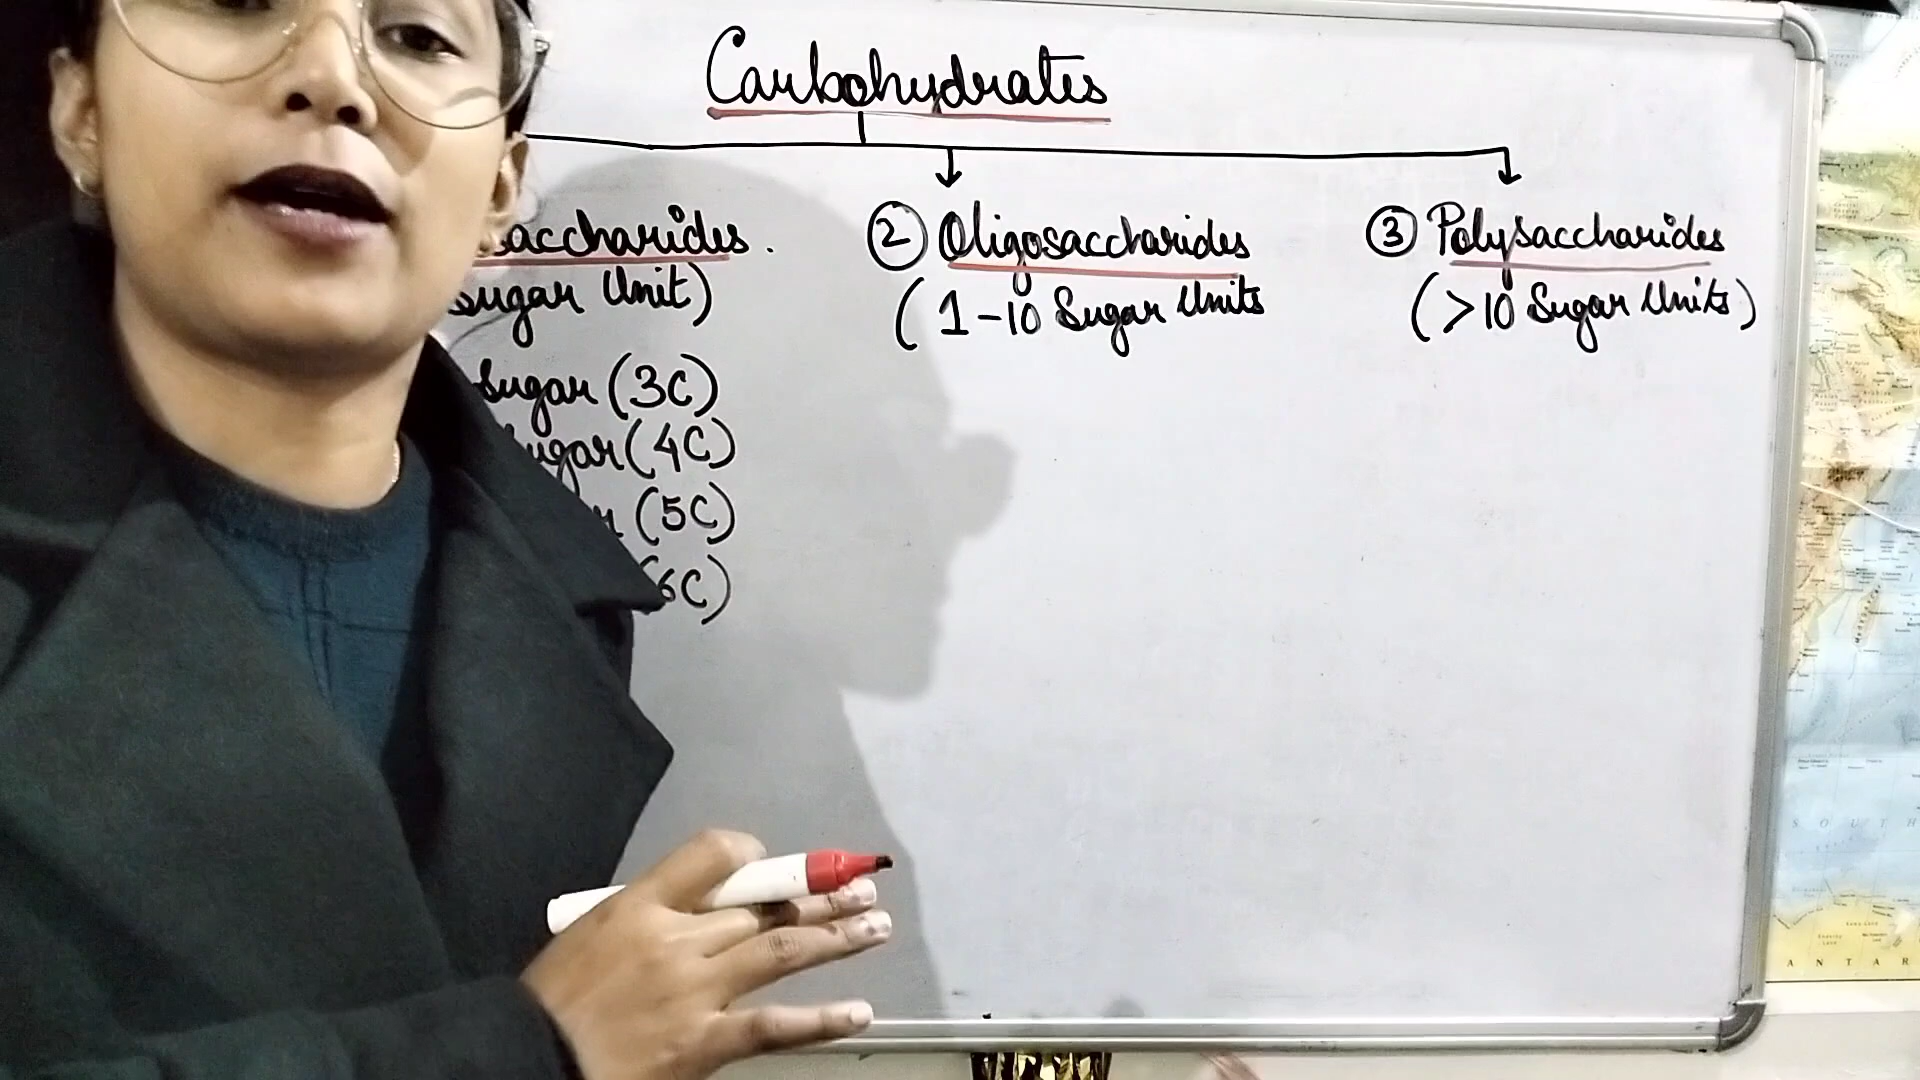 Carbohydrates
saccharides.
sugar Unit)
Sugar (3C)
Sugar (4C)
(5C)
(6C)
② Oligosaccharides
( 1-10 Sugar Units
③ Polysaccharides
(>10 Sugar Units)
S O U T H
A N T A R